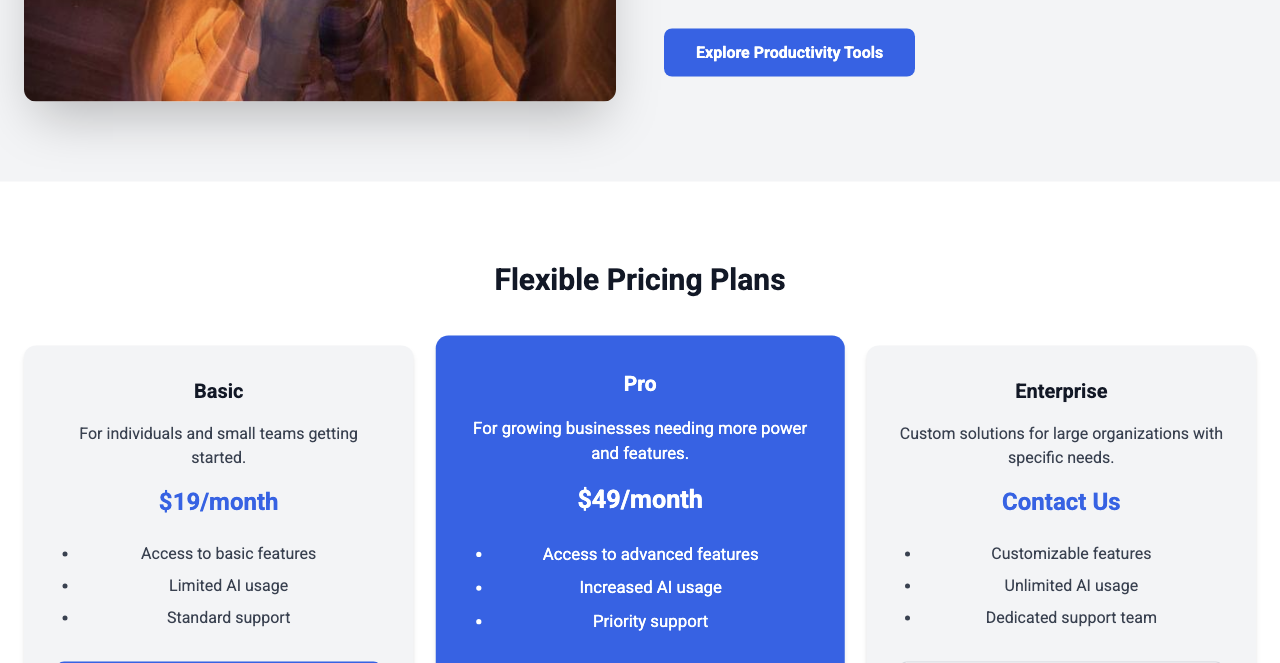 Explore Productivity Tools
Flexible Pricing Plans
Basic
For individuals and small teams getting
started.
$19/month
• Access to basic features
• Limited AI usage
• Standard support
Pro
For growing businesses needing more power
and features.
$49/month
• Access to advanced features
• Increased AI usage
• Priority support
Enterprise
Custom solutions for large organizations with
specific needs.
Contact Us
• Customizable features
• Unlimited AI usage
• Dedicated support team